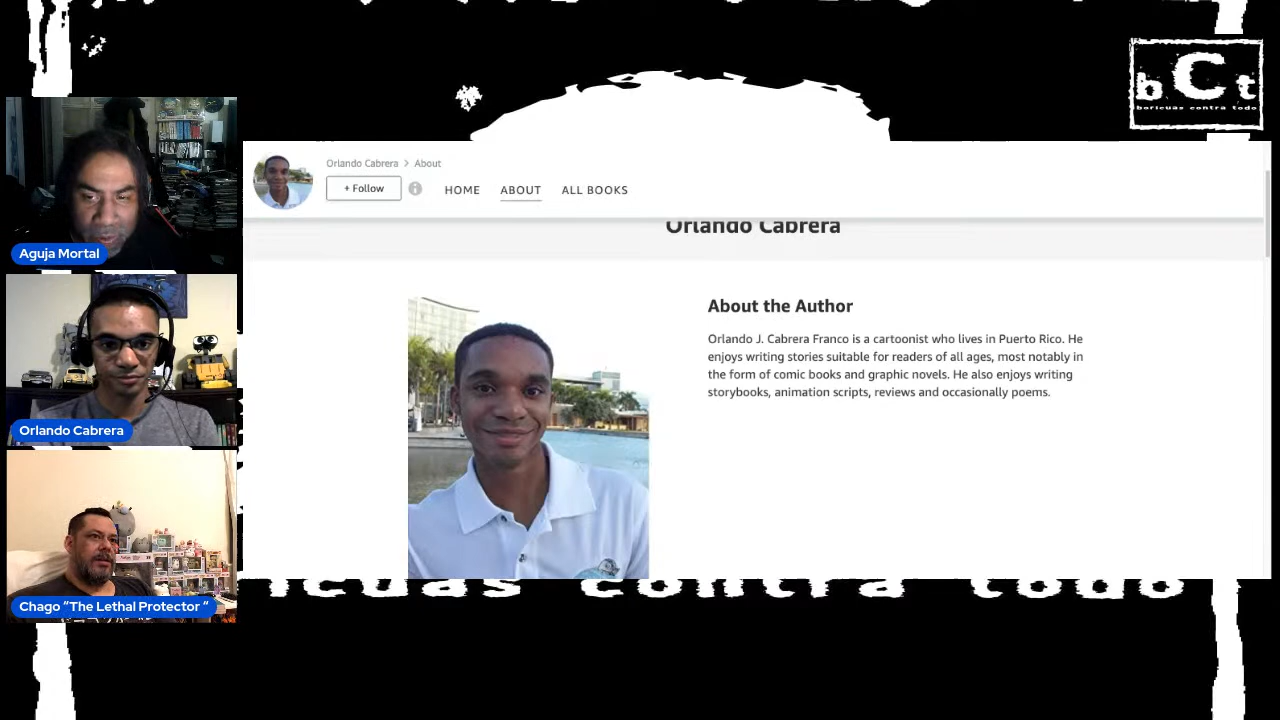 bCt
boricuas contra todo
Orlando Cabrera > About
+ Follow
HOME
ABOUT
ALL BOOKS
Orlando Cabrera
About the Author
Orlando J. Cabrera Franco is a cartoonist who lives in Puerto Rico. He
enjoys writing stories suitable for readers of all ages, most notably in
the form of comic books and graphic novels. He also enjoys writing
storybooks, animation scripts, reviews and occasionally poems.
Aguja Mortal
Orlando Cabrera
Chago “The Lethal Protector “
ricuas contra todo